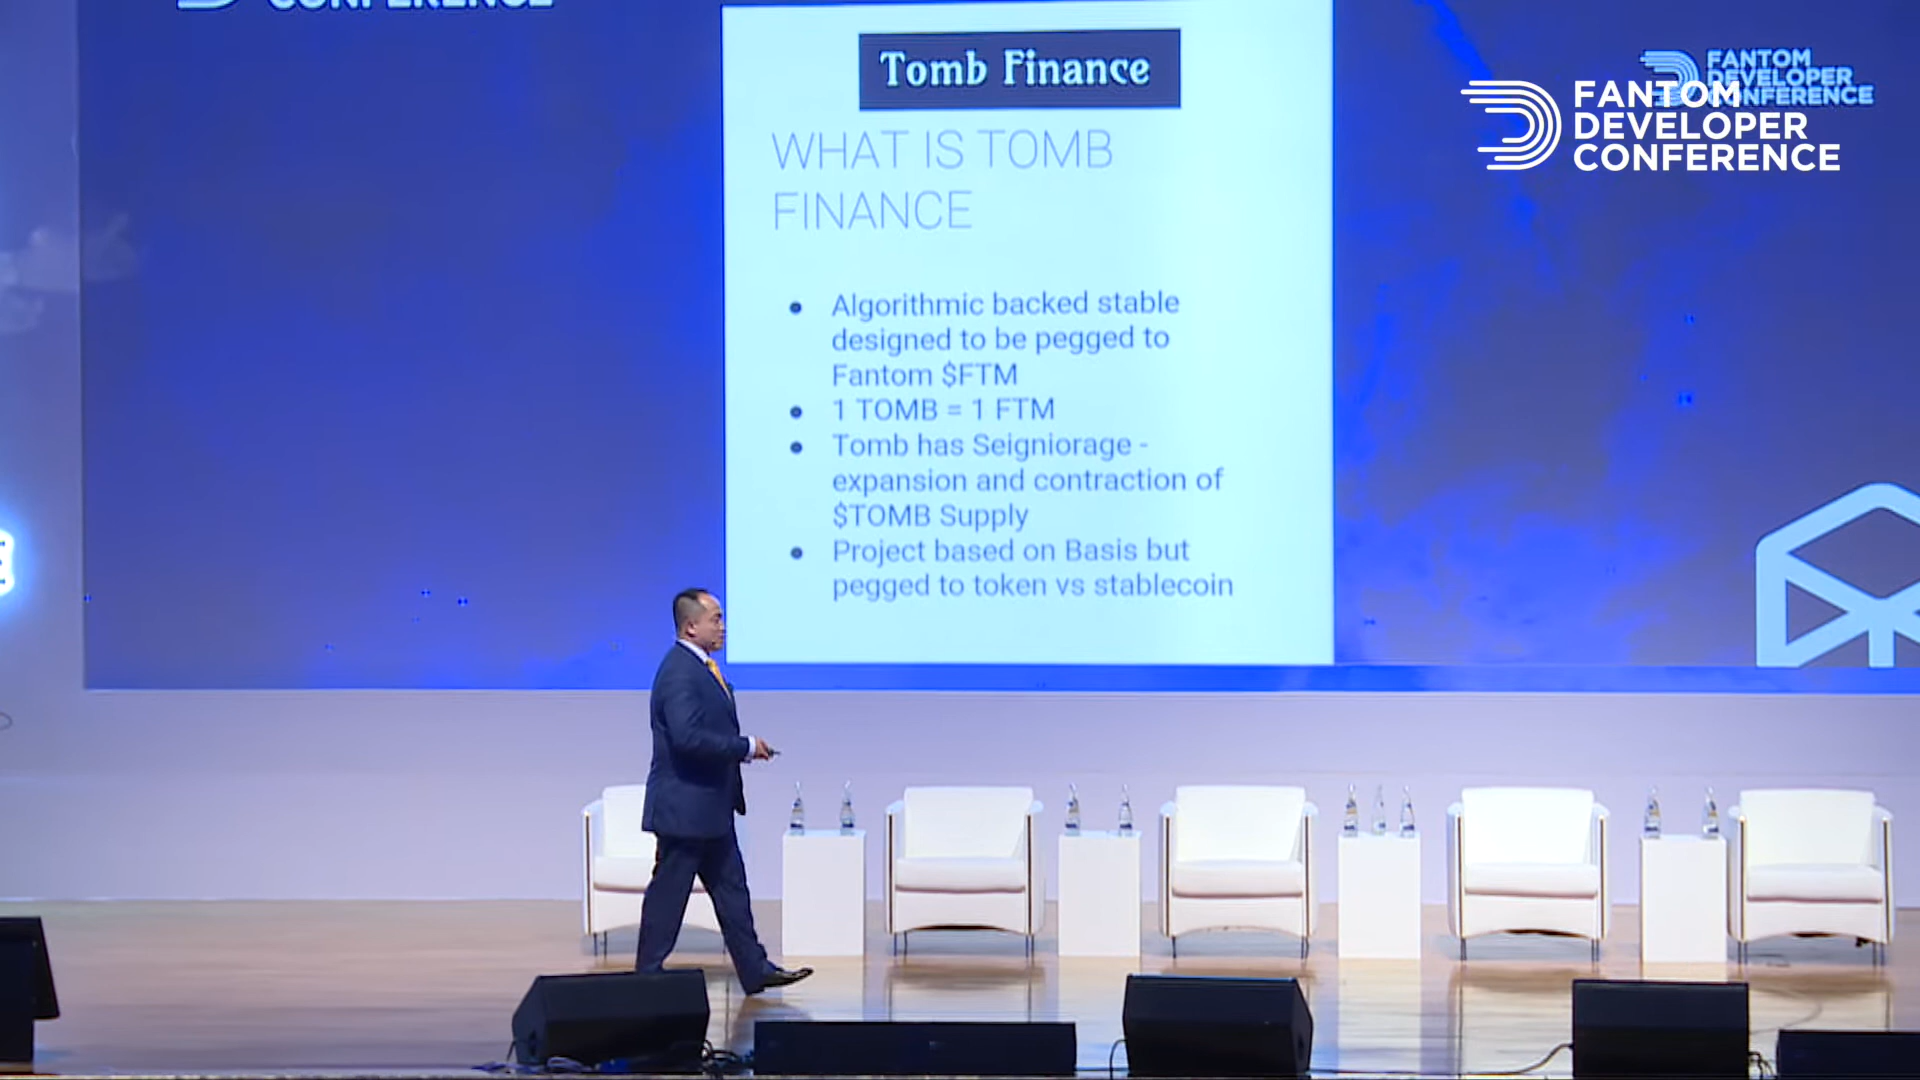 CONFERENCE
Tomb Finance
WHAT IS TOMB
FINANCE
● Algorithmic backed stable
designed to be pegged to
Fantom $FTM
● 1 TOMB = 1 FTM
● Tomb has Seigniorage -
expansion and contraction of
$TOMB Supply
● Project based on Basis but
pegged to token vs stablecoin
FANTOM
DEVELOPER
CONFERENCE
FANTOM
DEVELOPER
CONFERENCE